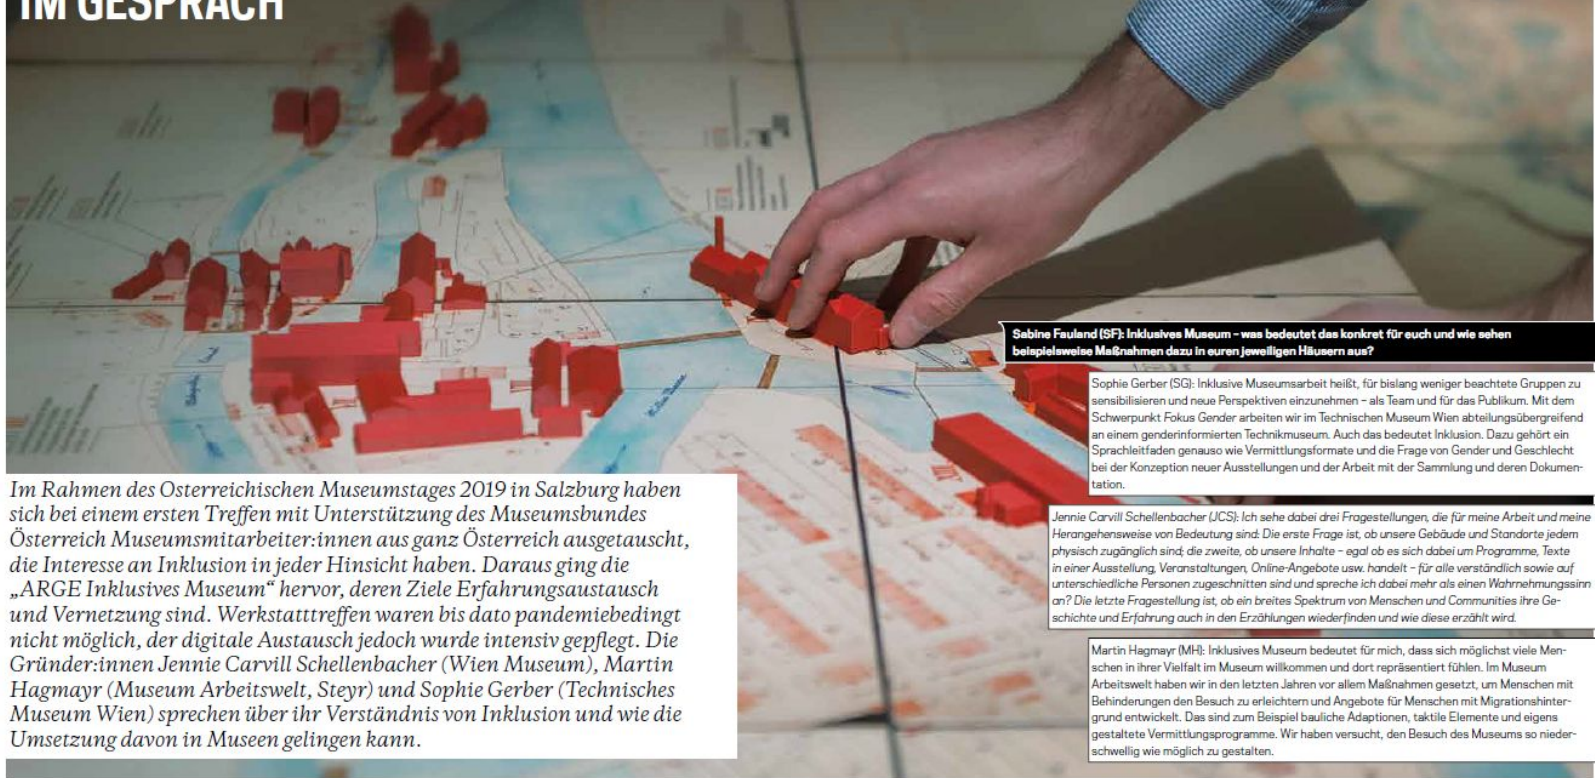 IM GESPRÄCH
Im Rahmen des Österreichischen Museumstages 2019 in Salzburg haben
sich bei einem ersten Treffen mit Unterstützung des Museumsbundes
Österreich Museumsmitarbeiter:innen aus ganz Österreich ausgetauscht,
die Interesse an Inklusion in jeder Hinsicht haben. Daraus ging die
„ARGE Inklusives Museum“ hervor, deren Ziele Erfahrungsaustausch
und Vernetzung sind. Werkstatttreffen waren bis dato pandemiebedingt
nicht möglich, der digitale Austausch jedoch wurde intensiv gepflegt. Die
Gründer:innen Jennie Carvill Schellenbacher (Wien Museum), Martin
Hagmayr (Museum Arbeitswelt, Steyr) und Sophie Gerber (Technisches
Museum Wien) sprechen über ihr Verständnis von Inklusion und wie die
Umsetzung davon in Museen gelingen kann.
Sabine Fauland (SF): Inklusives Museum – was bedeutet das konkret für euch und wie sehen
beispielsweise Maßnahmen dazu in euren jeweiligen Häusern aus?
Sophie Gerber (SG): Inklusive Museumsarbeit heißt, für bislang weniger beachtete Gruppen zu
sensibilisieren und neue Perspektiven einzunehmen – als Team und für das Publikum. Mit dem
Schwerpunkt Fokus Gender arbeiten wir im Technischen Museum Wien abteilungsübergreifend
an einem genderinformierten Technikmuseum. Auch das bedeutet Inklusion. Dazu gehört ein
Sprachleitfaden genauso wie Vermittlungsformate und die Frage von Gender und Geschlecht
bei der Konzeption neuer Ausstellungen und der Arbeit mit der Sammlung und deren Dokumen-
tation.
Jennie Carvill Schellenbacher (JCS): Ich sehe dabei drei Fragestellungen, die für meine Arbeit und meine
Herangehensweise von Bedeutung sind: Die erste Frage ist, ob unsere Gebäude und Standorte jedem
physisch zugänglich sind; die zweite, ob unsere Inhalte – egal ob es sich dabei um Programme, Texte
in einer Ausstellung, Veranstaltungen, Online-Angebote usw. handelt – für alle verständlich sowie auf
unterschiedliche Personen zugeschnitten sind und spreche ich dabei mehr als einen Wahrnehmungssinn
an? Die letzte Fragestellung ist, ob ein breites Spektrum von Menschen und Communities ihre Ge-
schichte und Erfahrung auch in den Erzählungen wiederfinden und wie diese erzählt wird.
Martin Hagmayr (MH): Inklusives Museum bedeutet für mich, dass sich möglichst viele Men-
schen in ihrer Vielfalt im Museum willkommen und dort repräsentiert fühlen. Im Museum
Arbeitswelt haben wir in den letzten Jahren vor allem Maßnahmen gesetzt, um Menschen mit
Behinderungen den Besuch zu erleichtern und Angebote für Menschen mit Migrationshinter-
grund entwickelt. Das sind zum Beispiel bauliche Adaptionen, taktile Elemente und eigens
gestaltete Vermittlungsprogramme. Wir haben versucht, den Besuch des Museums so nieder-
schwellig wie möglich zu gestalten.